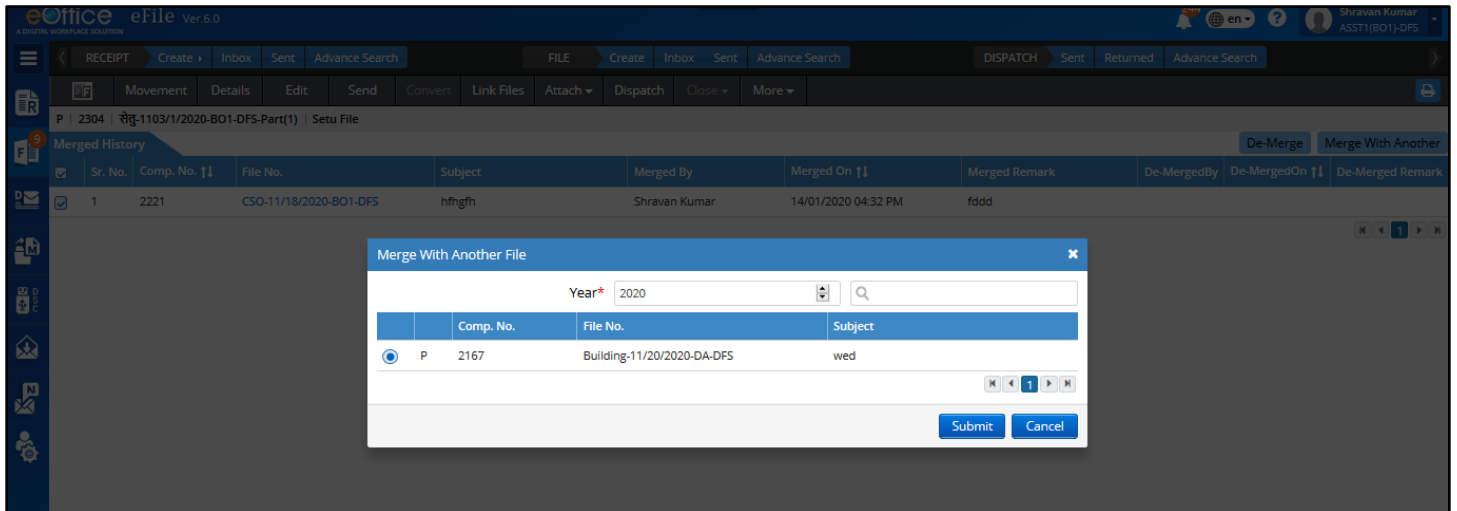 eOffice eFile Ver.6.0 en Shravan Kumar
A DIGITAL WORKPLACE SOLUTION ASST1(BO1)-DFS
RECEIPT Create Inbox Sent Advance Search FILE Create Inbox Sent Advance Search DISPATCH Sent Returned Advance Search
Movement Details Edit Send Convert Link Files Attach Dispatch Close More
P | 2304 | सेतु-1103/1/2020-BO1-DFS-Part(1) | Setu File
9 Merged History De-Merge Merge With Another
Sr. No. Comp. No. File No. Subject Merged By Merged On Merged Remark De-MergedBy De-MergedOn De-Merged Remark
1 2221 CSO-11/18/2020-BO1-DFS hfhgfh Shravan Kumar 14/01/2020 04:32 PM fddd
1
Merge With Another File
Year* 2020
Comp. No. File No. Subject
P 2167 Building-11/20/2020-DA-DFS wed
1
Submit Cancel